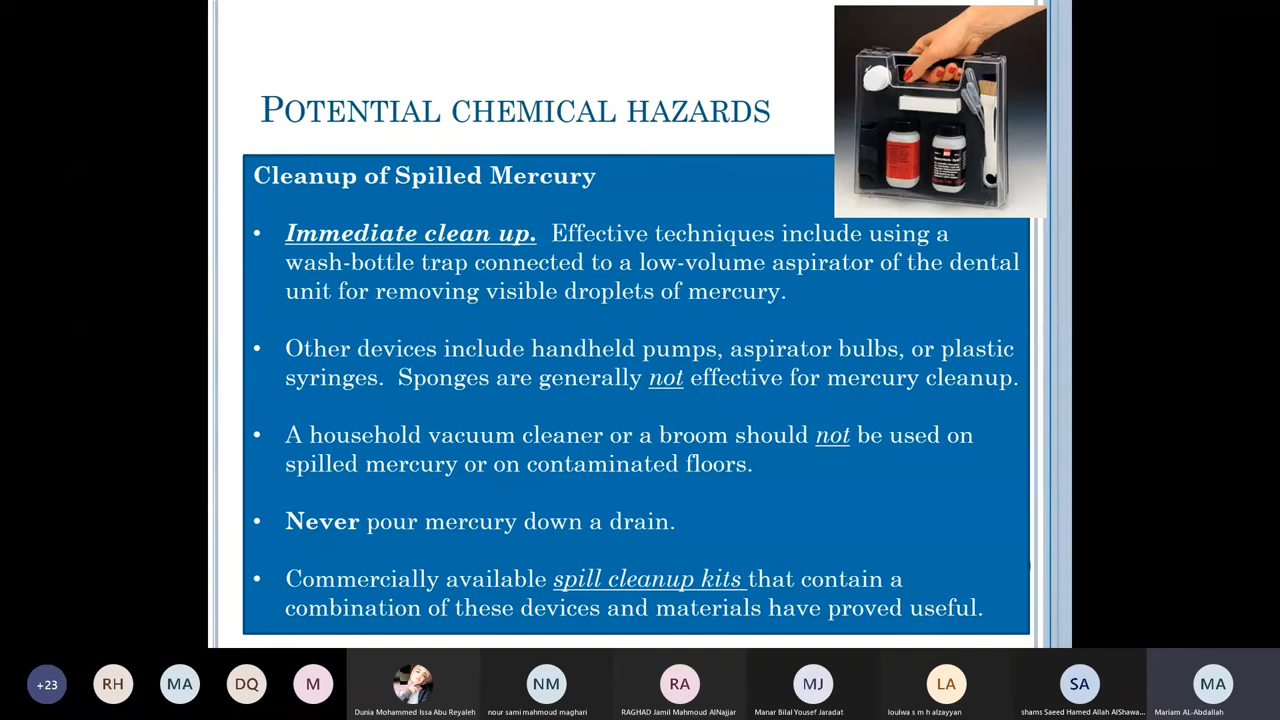 POTENTIAL CHEMICAL HAZARDS
Cleanup of Spilled Mercury
• Immediate clean up. Effective techniques include using a
wash-bottle trap connected to a low-volume aspirator of the dental
unit for removing visible droplets of mercury.
• Other devices include handheld pumps, aspirator bulbs, or plastic
syringes. Sponges are generally not effective for mercury cleanup.
• A household vacuum cleaner or a broom should not be used on
spilled mercury or on contaminated floors.
• Never pour mercury down a drain.
• Commercially available spill cleanup kits that contain a
combination of these devices and materials have proved useful.
+23 RH MA DQ M NM RA MJ LA SA MA
Dunia Mohammed Issa Abu Reyaleh nour sami mahmoud maghari RAGHAD Jamil Mahmoud AlNajjar Manar Bilal Yousef Jaradat loulwa s m h alzayyan shams Saeed Hamed Allah AlShawa... Mariam AL-Abdallah